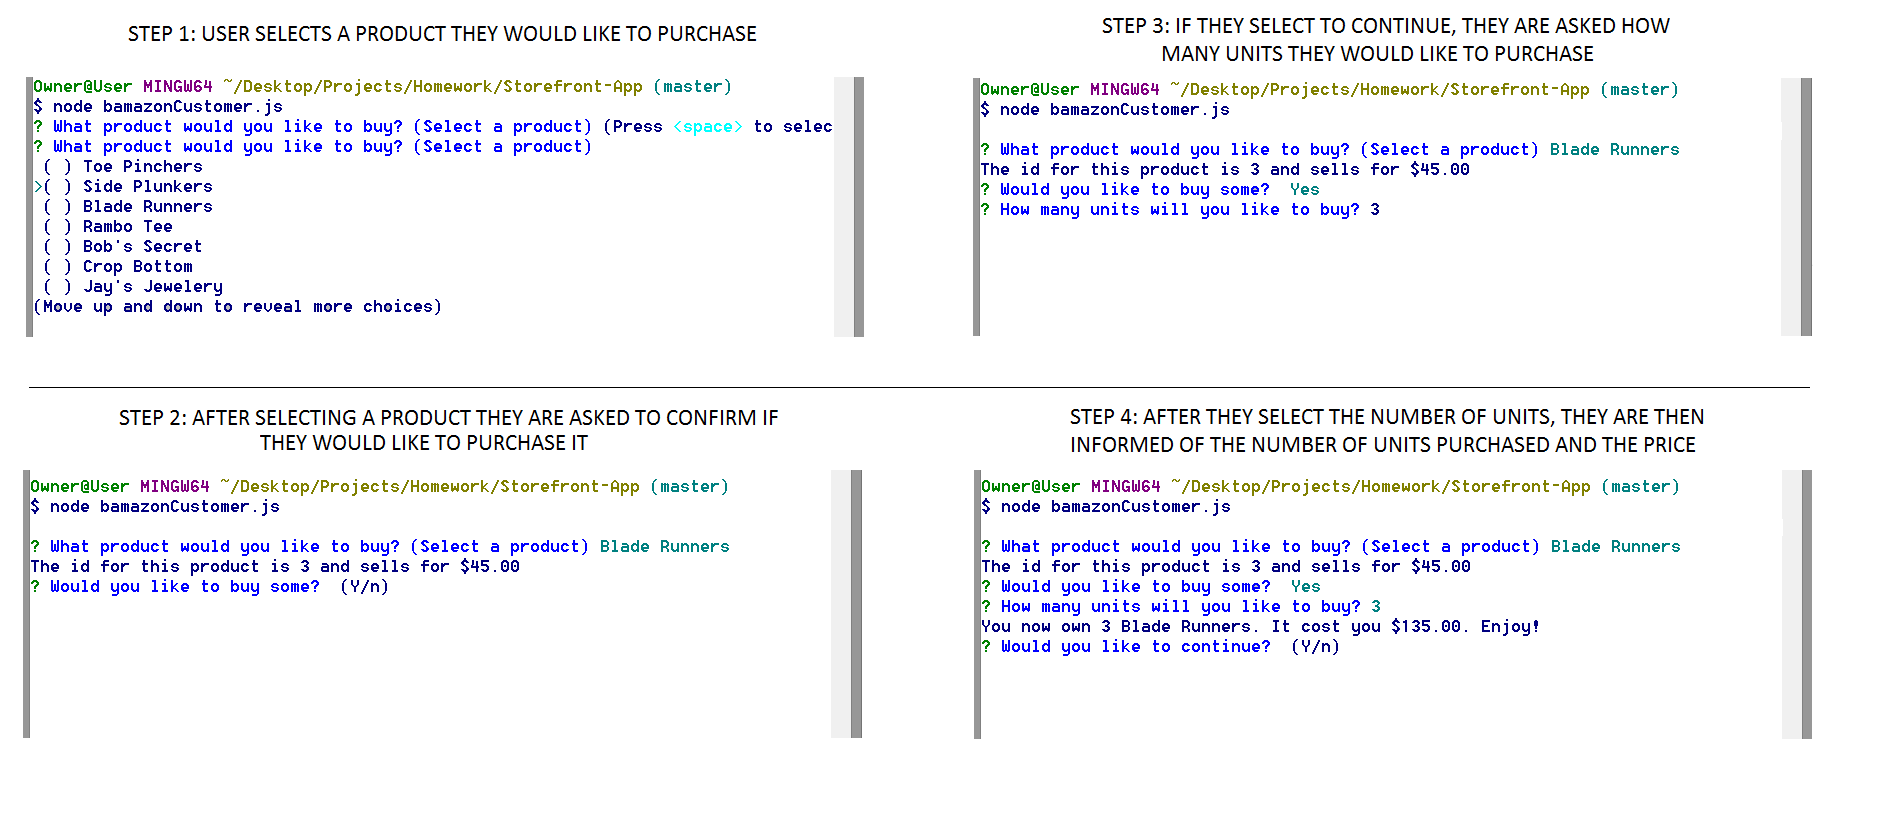 STEP 1: USER SELECTS A PRODUCT THEY WOULD LIKE TO PURCHASE
Owner@User MINGW64 ~/Desktop/Projects/Homework/Storefront-App (master)
$ node bamazonCustomer.js
? What product would you like to buy? (Select a product) (Press <space> to selec
? What product would you like to buy? (Select a product)
( ) Toe Pinchers
>( ) Side Plunkers
( ) Blade Runners
( ) Rambo Tee
( ) Bob's Secret
( ) Crop Bottom
( ) Jay's Jewelery
(Move up and down to reveal more choices)
STEP 2: AFTER SELECTING A PRODUCT THEY ARE ASKED TO CONFIRM IF
THEY WOULD LIKE TO PURCHASE IT
Owner@User MINGW64 ~/Desktop/Projects/Homework/Storefront-App (master)
$ node bamazonCustomer.js
? What product would you like to buy? (Select a product) Blade Runners
The id for this product is 3 and sells for $45.00
? Would you like to buy some? (Y/n)
STEP 3: IF THEY SELECT TO CONTINUE, THEY ARE ASKED HOW
MANY UNITS THEY WOULD LIKE TO PURCHASE
Owner@User MINGW64 ~/Desktop/Projects/Homework/Storefront-App (master)
$ node bamazonCustomer.js
? What product would you like to buy? (Select a product) Blade Runners
The id for this product is 3 and sells for $45.00
? Would you like to buy some? Yes
? How many units will you like to buy? 3
STEP 4: AFTER THEY SELECT THE NUMBER OF UNITS, THEY ARE THEN
INFORMED OF THE NUMBER OF UNITS PURCHASED AND THE PRICE
Owner@User MINGW64 ~/Desktop/Projects/Homework/Storefront-App (master)
$ node bamazonCustomer.js
? What product would you like to buy? (Select a product) Blade Runners
The id for this product is 3 and sells for $45.00
? Would you like to buy some? Yes
? How many units will you like to buy? 3
You now own 3 Blade Runners. It cost you $135.00. Enjoy!
? Would you like to continue? (Y/n)